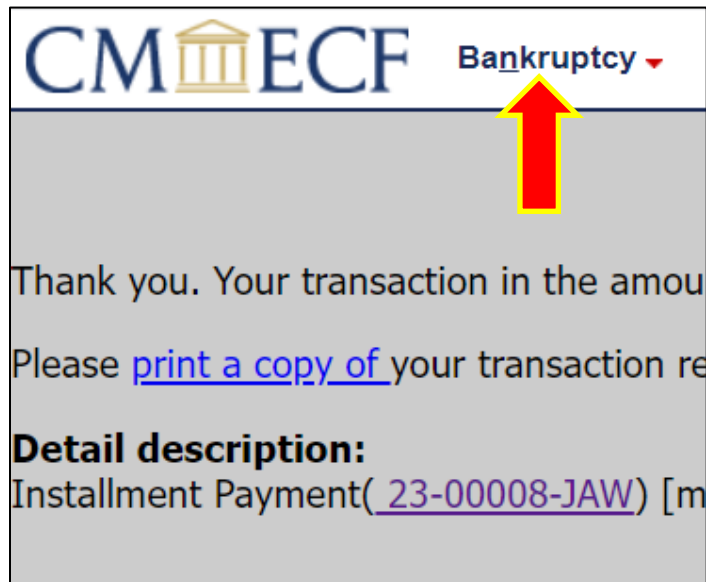 CM ECF Bankruptcy
Thank you. Your transaction in the amou
Please print a copy of your transaction re
Detail description:
Installment Payment( 23-00008-JAW) [m